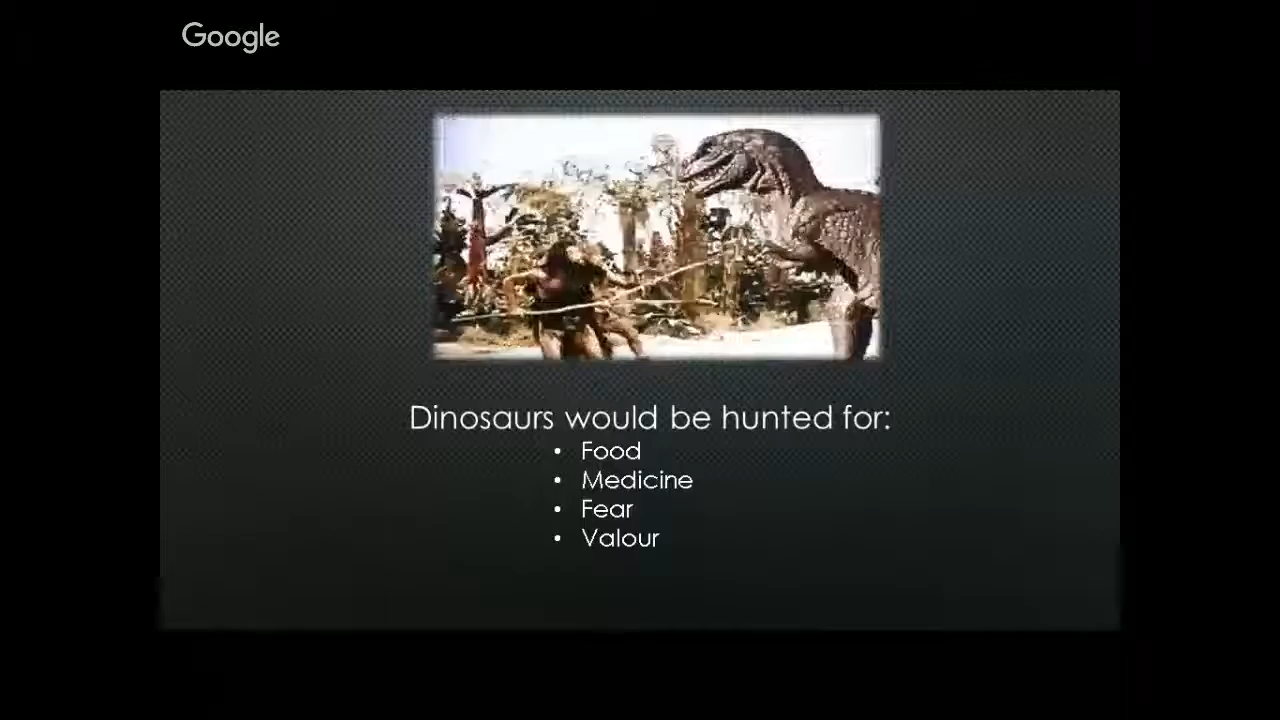 Google
Dinosaurs would be hunted for:
• Food
• Medicine
• Fear
• Valour